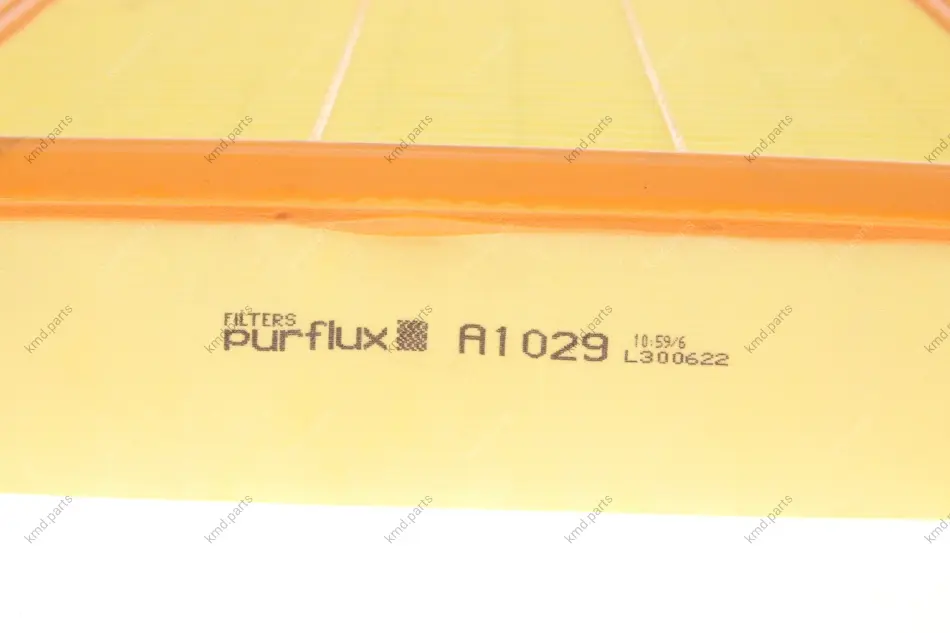 FILTERS
purflux A1029 10:59/6
L300622
kmd.parts